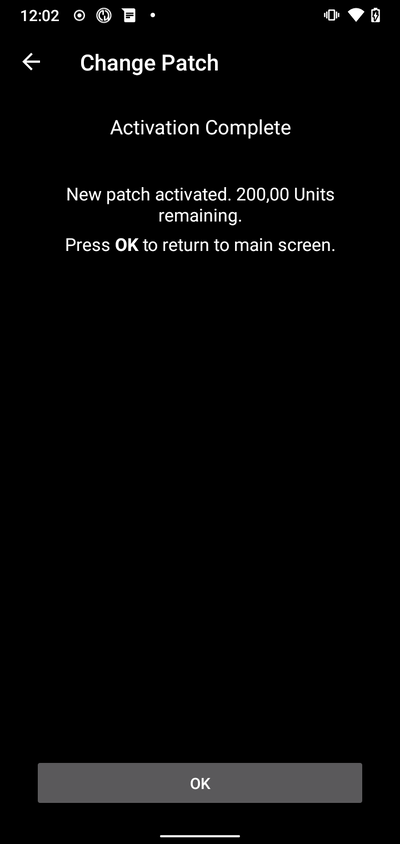 12:02
Change Patch
Activation Complete
New patch activated. 200,00 Units
remaining.
Press OK to return to main screen.
OK